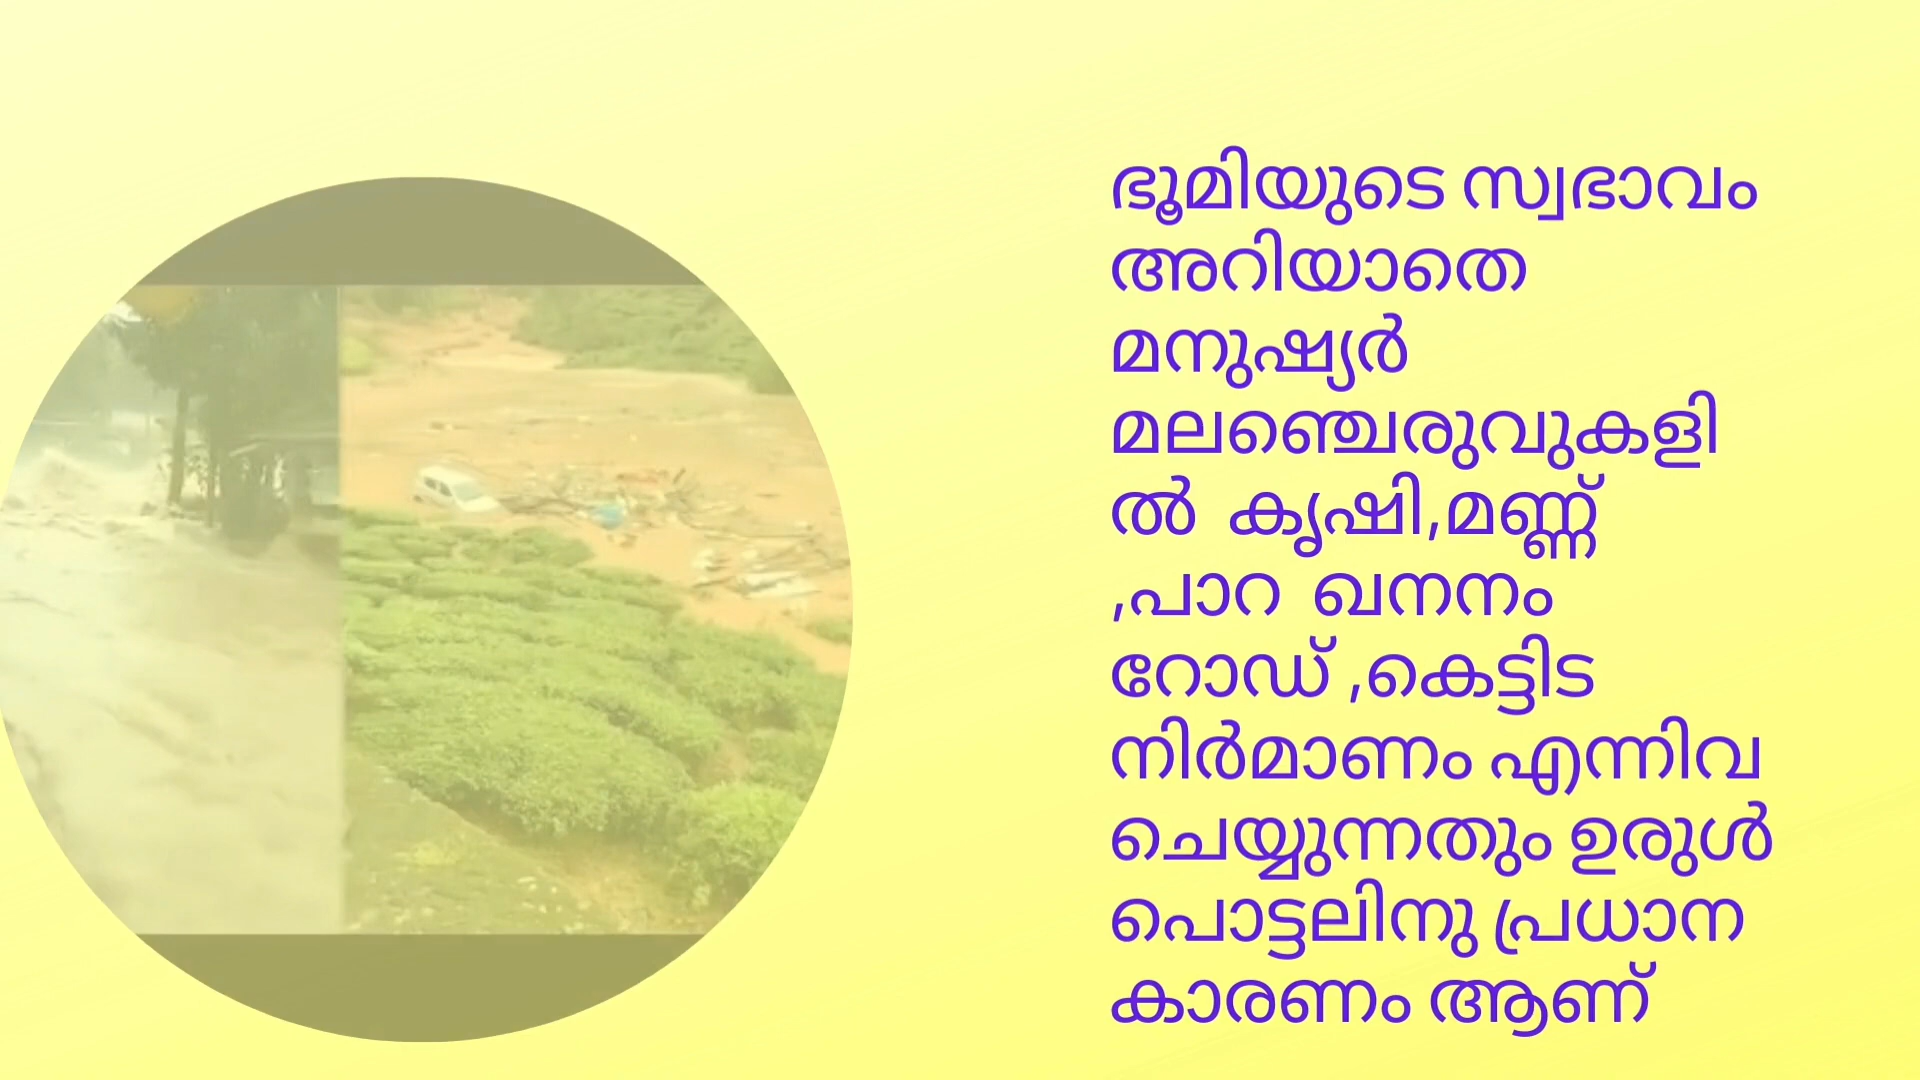 ഭൂമിയുടെ സ്വഭാവം
അറിയാതെ
മനുഷ്യർ
മലഞ്ചെരുവുകളി
ൽ കൃഷി,മണ്ണ്
,പാറ ഖനനം
റോഡ് ,കെട്ടിട
നിർമാണം എന്നിവ
ചെയ്യുന്നതും ഉരുൾ
പൊട്ടലിനു പ്രധാന
കാരണം ആണ്